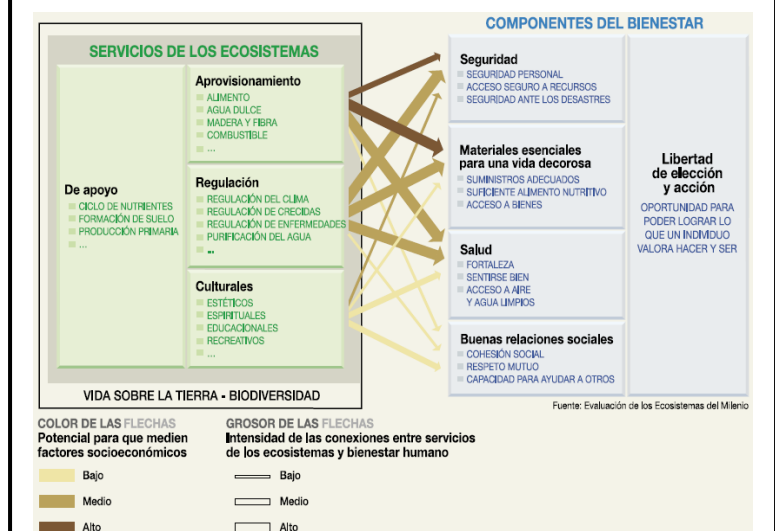 COMPONENTES DEL BIENESTAR
SERVICIOS DE LOS ECOSISTEMAS
De apoyo
CICLO DE NUTRIENTES
FORMACIÓN DE SUELO
PRODUCCIÓN PRIMARIA
...
Aprovisionamiento
ALIMENTO
AGUA DULCE
MADERA Y FIBRA
COMBUSTIBLE
...
Regulación
REGULACIÓN DEL CLIMA
REGULACIÓN DE CRECIDAS
REGULACIÓN DE ENFERMEDADES
PURIFICACIÓN DEL AGUA
...
Culturales
ESTÉTICOS
ESPIRITUALES
EDUCACIONALES
RECREATIVOS
...
VIDA SOBRE LA TIERRA - BIODIVERSIDAD
Seguridad
SEGURIDAD PERSONAL
ACCESO SEGURO A RECURSOS
SEGURIDAD ANTE LOS DESASTRES
Materiales esenciales
para una vida decorosa
SUMINISTROS ADECUADOS
SUFICIENTE ALIMENTO NUTRITIVO
ACCESO A BIENES
Salud
FORTALEZA
SENTIRSE BIEN
ACCESO A AIRE
Y AGUA LIMPIOS
Buenas relaciones sociales
COHESIÓN SOCIAL
RESPETO MUTUO
CAPACIDAD PARA AYUDAR A OTROS
Libertad
de elección
y acción
OPORTUNIDAD PARA
PODER LOGRAR LO
QUE UN INDIVIDUO
VALORA HACER Y SER
Fuente: Evaluación de los Ecosistemas del Milenio
COLOR DE LAS FLECHAS
Potencial para que medien
factores socioeconómicos
Bajo
Medio
Alto
GROSOR DE LAS FLECHAS
Intensidad de las conexiones entre servicios
de los ecosistemas y bienestar humano
Bajo
Medio
Alto